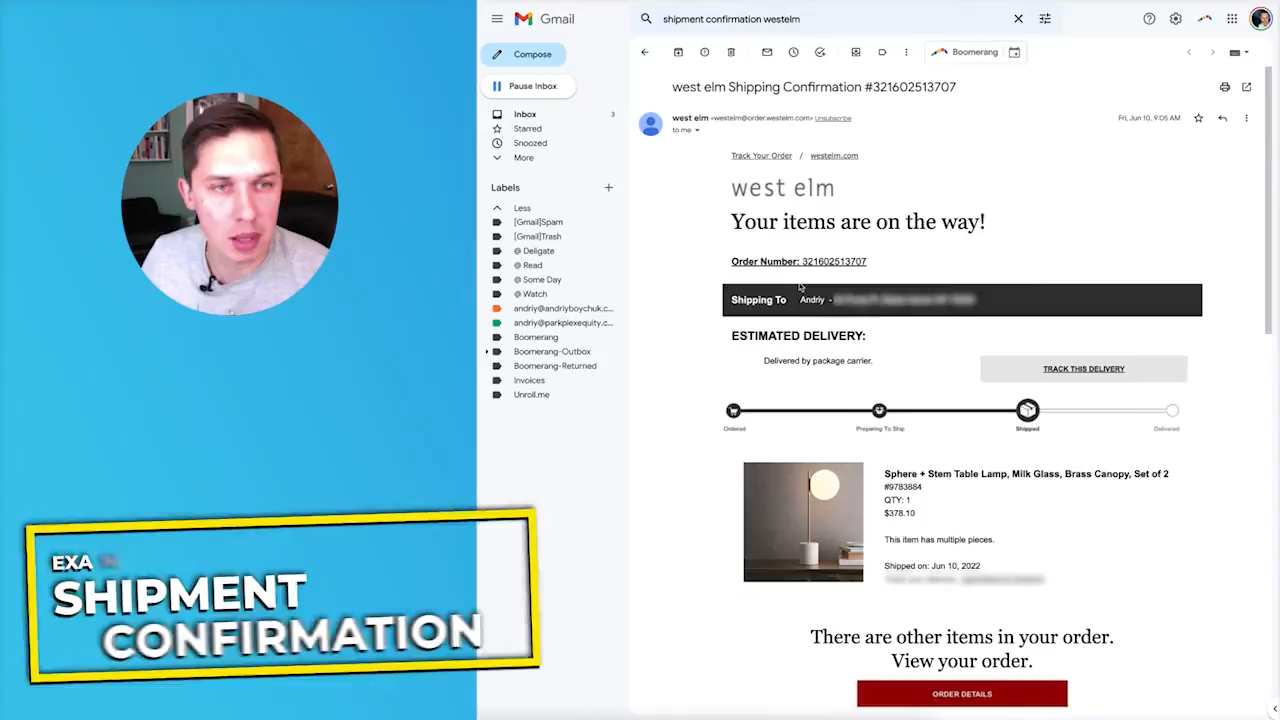 Gmail
shipment confirmation westelm
Compose
Boomerang
Pause Inbox
west elm Shipping Confirmation #321602513707
Inbox 3
west elm <westelm@order.westelm.com> Unsubscribe
Fri, Jun 10, 9:05 AM
to me
Starred
Snoozed
More
Track Your Order / westelm.com
Labels
west elm
Less
Your items are on the way!
[Gmail]Spam
[Gmail]Trash
@ Deligate
Order Number: 321602513707
@ Read
@ Some Day
@ Watch
Shipping To Andriy -
andriy@andriyboychuk.c...
andriy@parkplexequity.c...
ESTIMATED DELIVERY:
Boomerang
Boomerang-Outbox
Delivered by package carrier.
TRACK THIS DELIVERY
Boomerang-Returned
Invoices
Unroll.me
Ordered
Preparing To Ship
Shipped
Delivered
Sphere + Stem Table Lamp, Milk Glass, Brass Canopy, Set of 2
#9783884
QTY: 1
$378.10
This item has multiple pieces.
Shipped on: Jun 10, 2022
EXA
SHIPMENT
CONFIRMATION
There are other items in your order.
View your order.
ORDER DETAILS